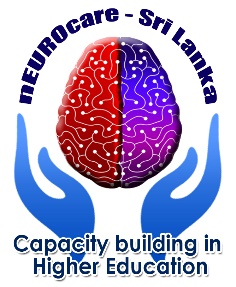 nEUROcare - Sri Lanka
Capacity building in
Higher Education